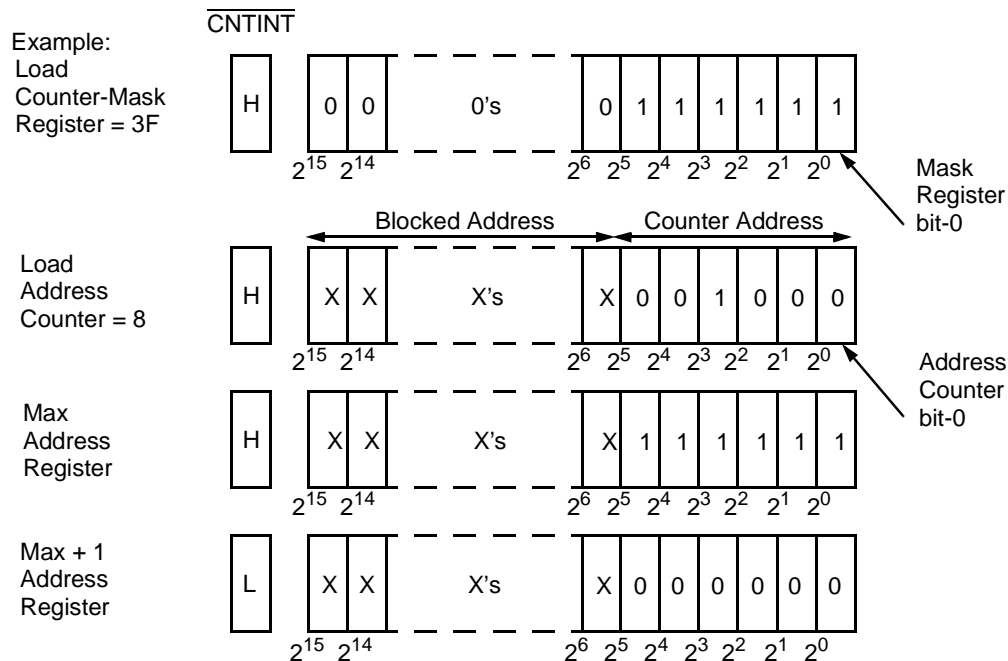 CNTINT
Example:
Load
Counter-Mask
Register = 3F
H
0 0 0's 0 1 1 1 1 1 1
2^15 2^14 2^6 2^5 2^4 2^3 2^2 2^1 2^0
Mask
Register
bit-0
Blocked Address Counter Address
Load
Address
Counter = 8
H
X X X's X 0 0 1 0 0 0
2^15 2^14 2^6 2^5 2^4 2^3 2^2 2^1 2^0
Address
Counter
bit-0
Max
Address
Register
H
X X X's X 1 1 1 1 1 1
2^15 2^14 2^6 2^5 2^4 2^3 2^2 2^1 2^0
Max + 1
Address
Register
L
X X X's X 0 0 0 0 0 0
2^15 2^14 2^6 2^5 2^4 2^3 2^2 2^1 2^0